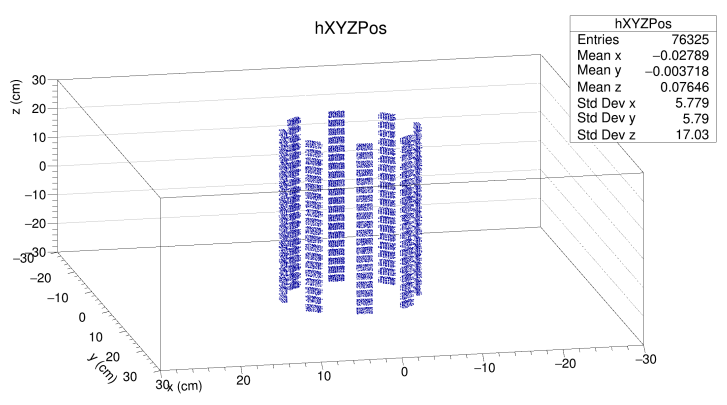 hXYZPos
hXYZPos
Entries 76325
Mean x −0.02789
Mean y −0.003718
Mean z 0.07646
Std Dev x 5.779
Std Dev y 5.79
Std Dev z 17.03
z (cm)
30
20
10
0
−10
−20
−30
−30
−20
−10
0
10
20
30
y (cm)
30
20
10
0
−10
−20
−30
x (cm)